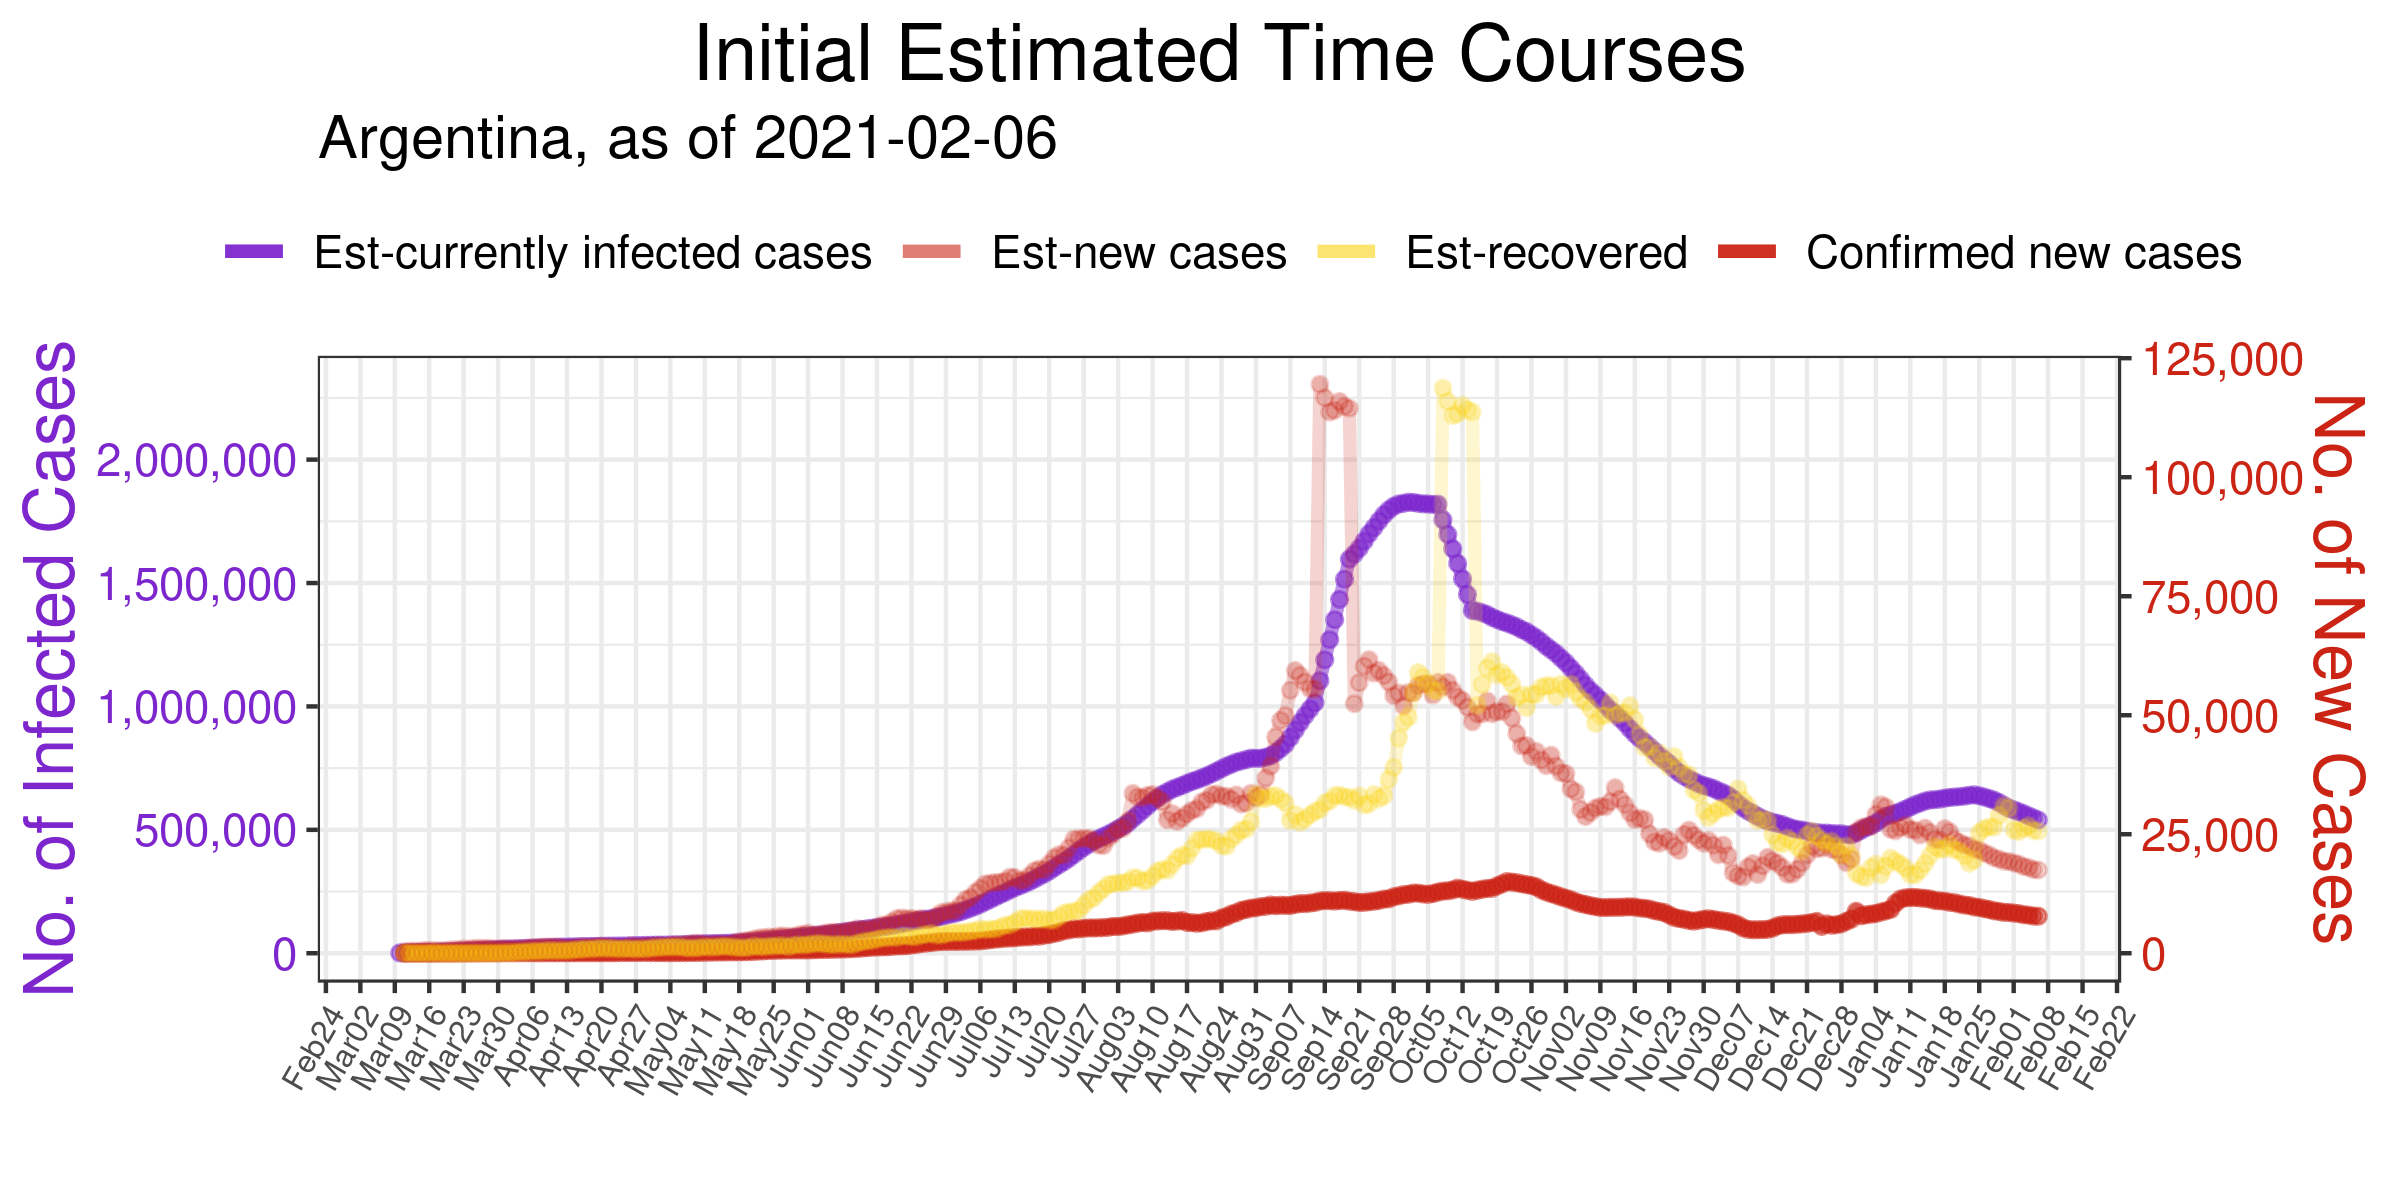 Initial Estimated Time Courses
Argentina, as of 2021-02-06
Est-currently infected cases Est-new cases Est-recovered Confirmed new cases
No. of Infected Cases
2,000,000
1,500,000
1,000,000
500,000
0
125,000
100,000
75,000
50,000
25,000
0
No. of New Cases
Feb24 Mar02 Mar09 Mar16 Mar23 Mar30 Apr06 Apr13 Apr20 Apr27 May04 May11 May18 May25 Jun01 Jun08 Jun15 Jun22 Jun29 Jul06 Jul13 Jul20 Jul27 Aug03 Aug10 Aug17 Aug24 Aug31 Sep07 Sep14 Sep21 Sep28 Oct05 Oct12 Oct19 Oct26 Nov02 Nov09 Nov16 Nov23 Nov30 Dec07 Dec14 Dec21 Dec28 Jan04 Jan11 Jan18 Jan25 Feb01 Feb08 Feb15 Feb22